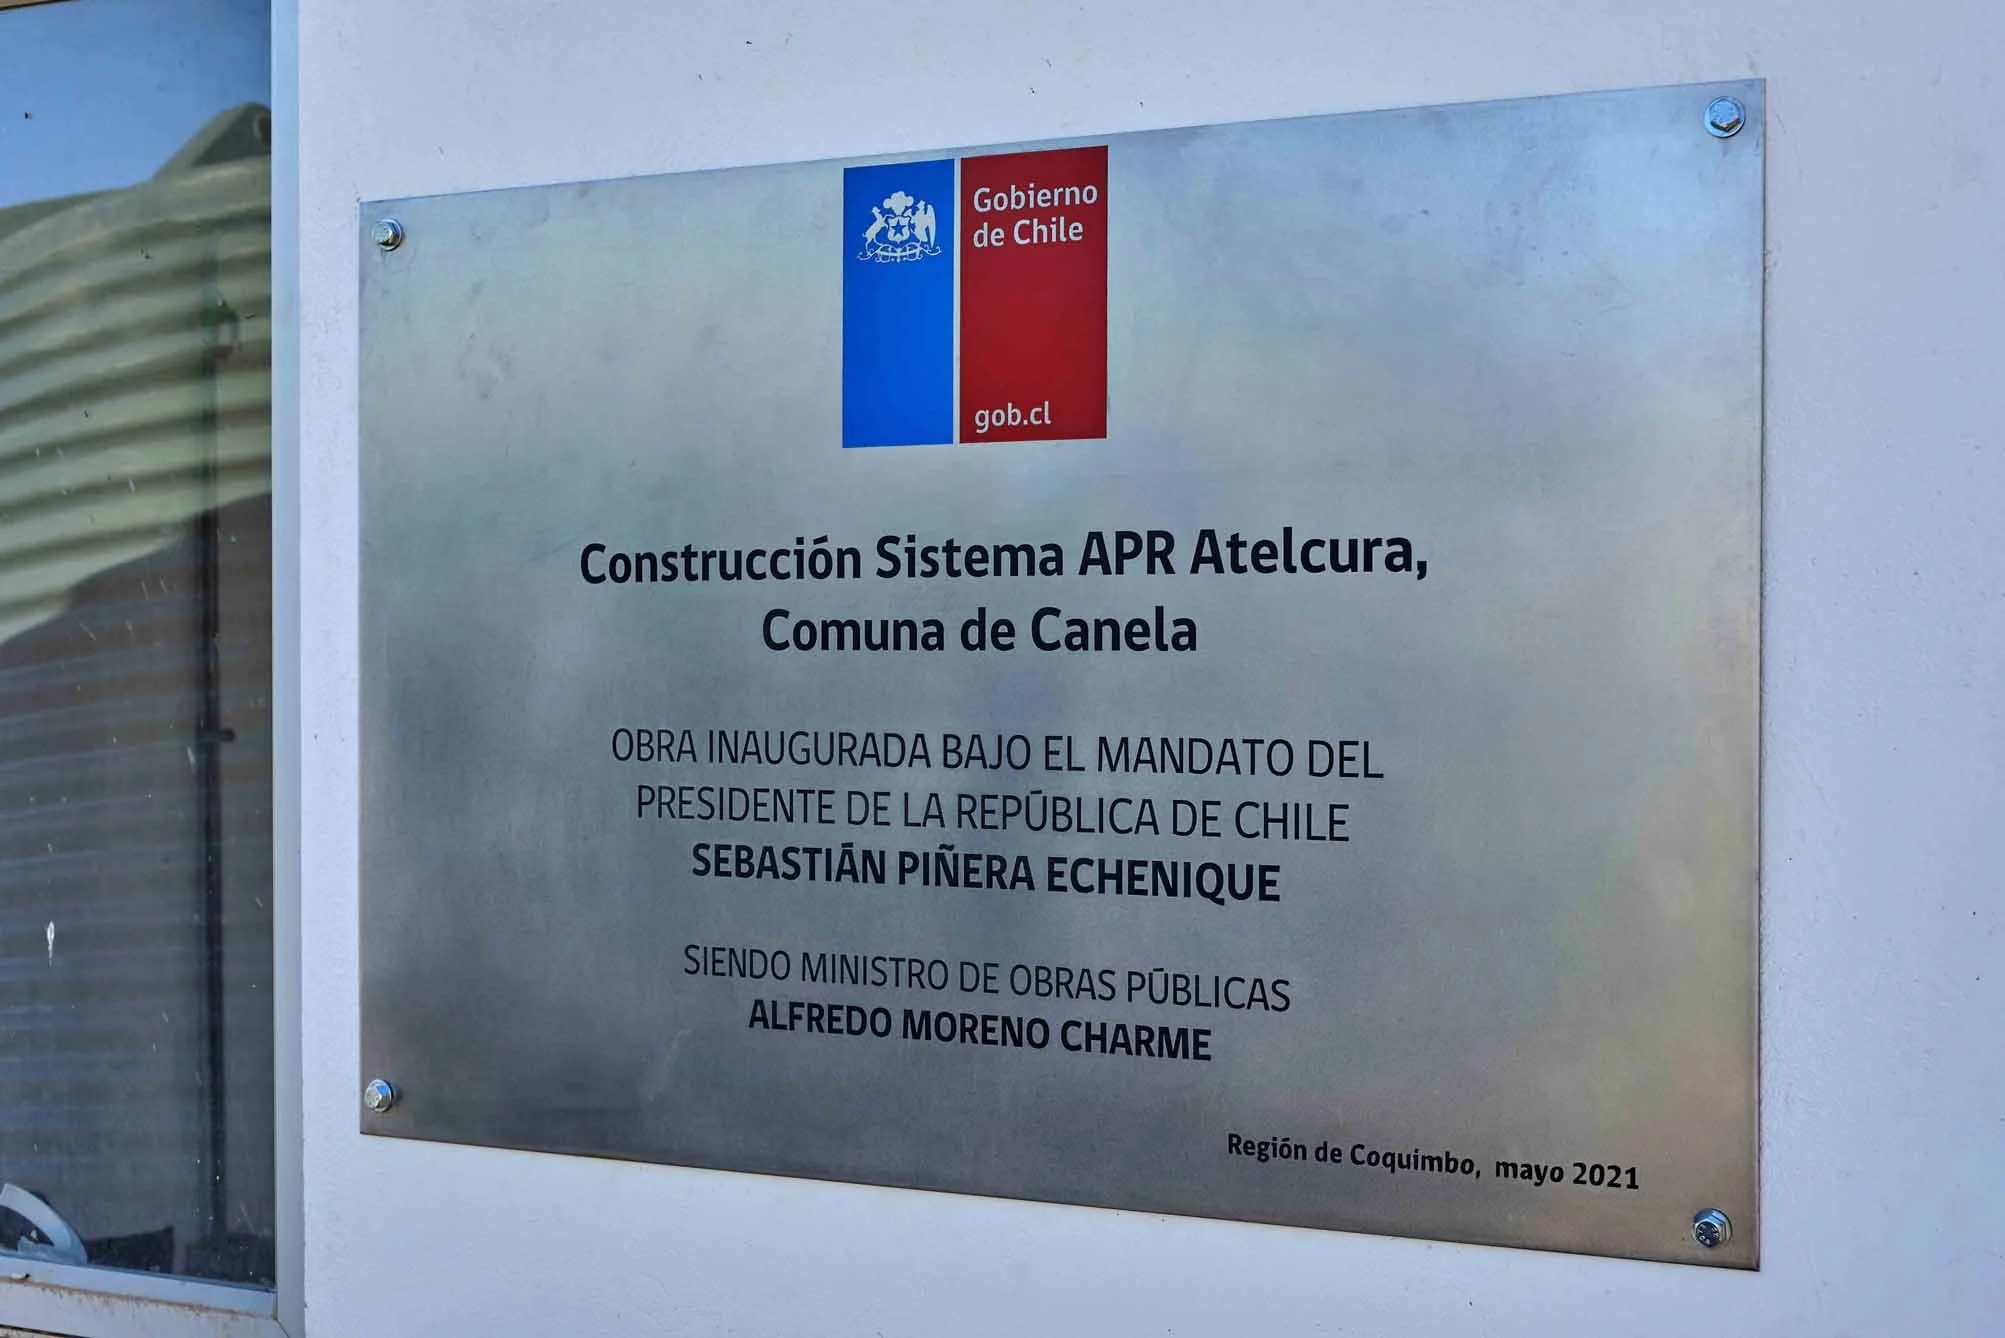 Gobierno
de Chile
gob.cl
Construcción Sistema APR Atelcura,
Comuna de Canela
OBRA INAUGURADA BAJO EL MANDATO DEL
PRESIDENTE DE LA REPÚBLICA DE CHILE
SEBASTIÁN PIÑERA ECHENIQUE
SIENDO MINISTRO DE OBRAS PÚBLICAS
ALFREDO MORENO CHARME
Región de Coquimbo, mayo 2021